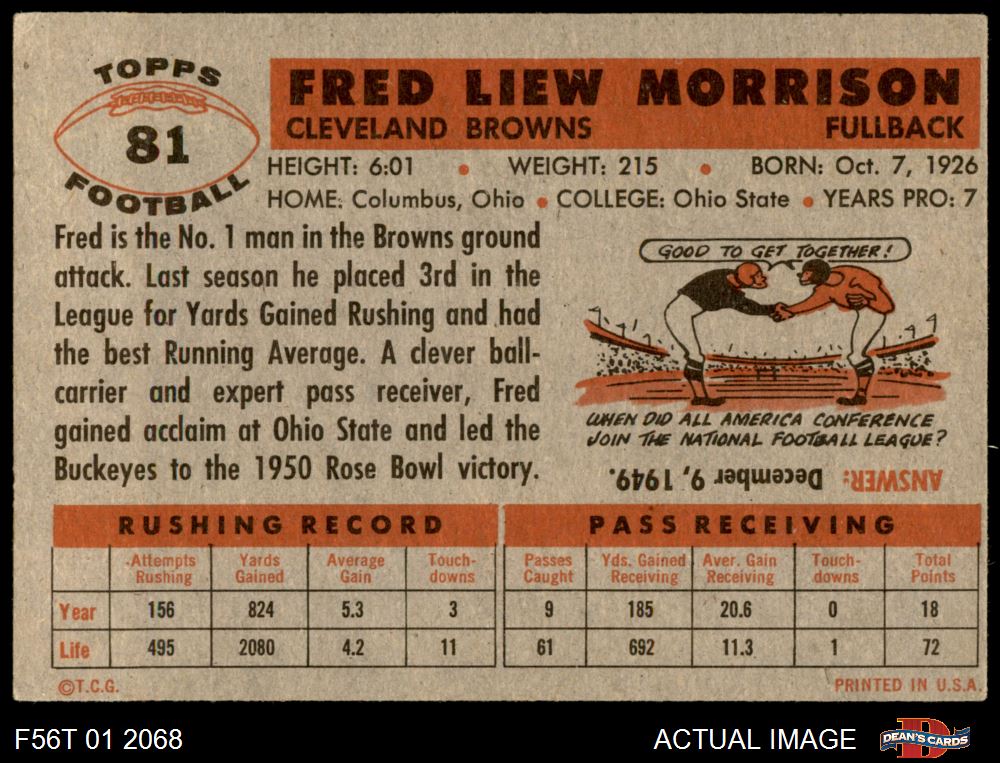 TOPPS
81
FOOTBALL
FRED LIEW MORRISON
CLEVELAND BROWNS FULLBACK
HEIGHT: 6:01 • WEIGHT: 215 • BORN: Oct. 7, 1926
HOME: Columbus, Ohio • COLLEGE: Ohio State • YEARS PRO: 7
Fred is the No. 1 man in the Browns ground
attack. Last season he placed 3rd in the
League for Yards Gained Rushing and had
the best Running Average. A clever ball-
carrier and expert pass receiver, Fred
gained acclaim at Ohio State and led the
Buckeyes to the 1950 Rose Bowl victory.
GOOD TO GET TOGETHER!
WHEN DID ALL AMERICA CONFERENCE
JOIN THE NATIONAL FOOTBALL LEAGUE?
ANSWER: December 9, 1949.
RUSHING RECORD
Attempts Rushing Yards Gained Average Gain Touch-downs
Year 156 824 5.3 3
Life 495 2080 4.2 11
PASS RECEIVING
Passes Caught Yds. Gained Receiving Aver. Gain Receiving Touch-downs Total Points
9 185 20.6 0 18
61 692 11.3 1 72
©T.C.G. PRINTED IN U.S.A.
F56T 01 2068 ACTUAL IMAGE DEAN'S CARDS